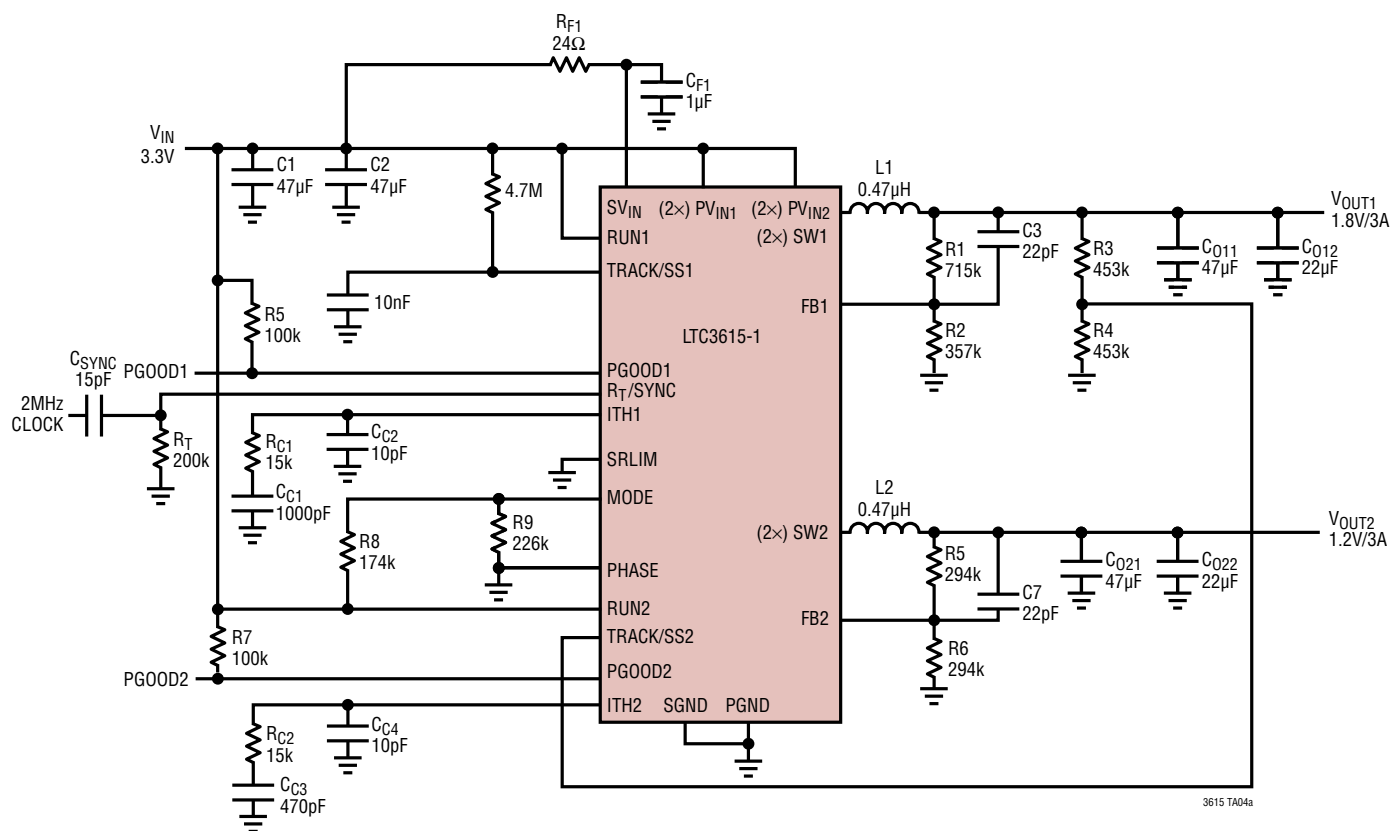 RF1
24Ω
CF1
1µF
VIN
3.3V
C1
47µF
C2
47µF
4.7M
L1
0.47µH
VOUT1
1.8V/3A
SVIN (2×) PVIN1 (2×) PVIN2
RUN1
(2×) SW1
TRACK/SS1
10nF
R1
715k
C3
22pF
R3
453k
CO11
47µF
CO12
22µF
FB1
R5
100k
LTC3615-1
R2
357k
R4
453k
CSYNC
15pF
PGOOD1
PGOOD1
RT/SYNC
2MHz
CLOCK
ITH1
RT
200k
RC1
15k
CC2
10pF
SRLIM
CC1
1000pF
MODE
L2
0.47µH
R9
226k
R8
174k
(2×) SW2
VOUT2
1.2V/3A
PHASE
R5
294k
CO21
47µF
CO22
22µF
C7
22pF
RUN2
FB2
TRACK/SS2
R7
100k
R6
294k
PGOOD2
PGOOD2
ITH2
SGND PGND
RC2
15k
CC4
10pF
CC3
470pF
3615 TA04a